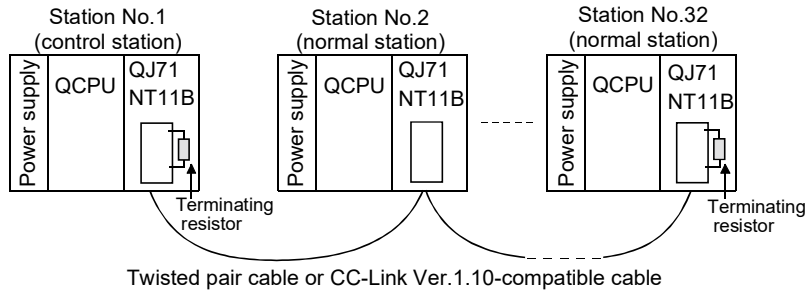 Station No.1
(control station)
Station No.2
(normal station)
Station No.32
(normal station)
Power supply
QCPU
QJ71
NT11B
Power supply
QCPU
QJ71
NT11B
Power supply
QCPU
QJ71
NT11B
Terminating
resistor
Terminating
resistor
Twisted pair cable or CC-Link Ver.1.10-compatible cable